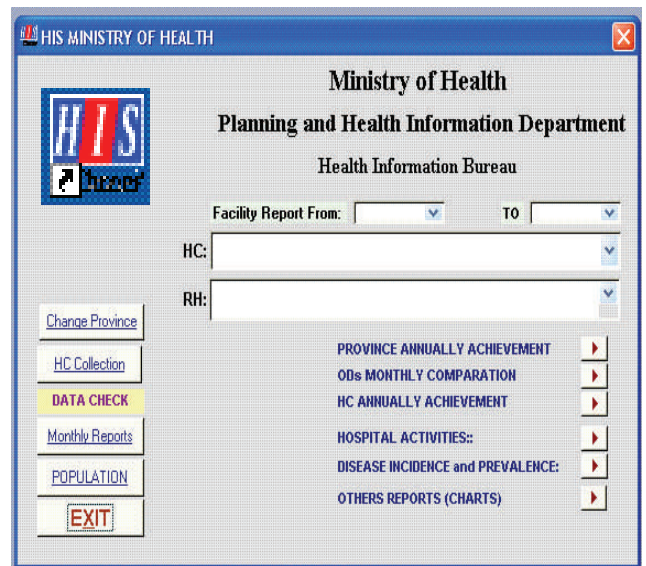 HIS MINISTRY OF HEALTH
Ministry of Health
Planning and Health Information Department
Health Information Bureau
HIS
Facility Report From: TO
HC:
RH:
Change Province
HC Collection
DATA CHECK
Monthly Reports
POPULATION
EXIT
PROVINCE ANNUALLY ACHIEVEMENT
ODs MONTHLY COMPARATION
HC ANNUALLY ACHIEVEMENT
HOSPITAL ACTIVITIES::
DISEASE INCIDENCE and PREVALENCE:
OTHERS REPORTS (CHARTS)